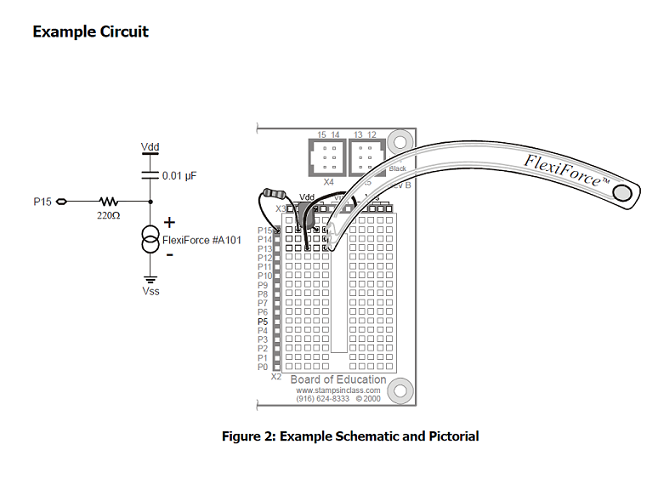 Example Circuit
Vdd
0.01 µF
P15
220Ω
+
FlexiForce #A101
-
Vss
15 14 13 12
X4 X5
Black
REV B
FlexiForce™
Vdd
X3
P15
P14
P13
P12
P11
P10
P9
P8
P7
P6
P5
P4
P3
P2
P1
P0
X2
Board of Education
www.stampsinclass.com
(916) 624-8333 © 2000
Figure 2: Example Schematic and Pictorial